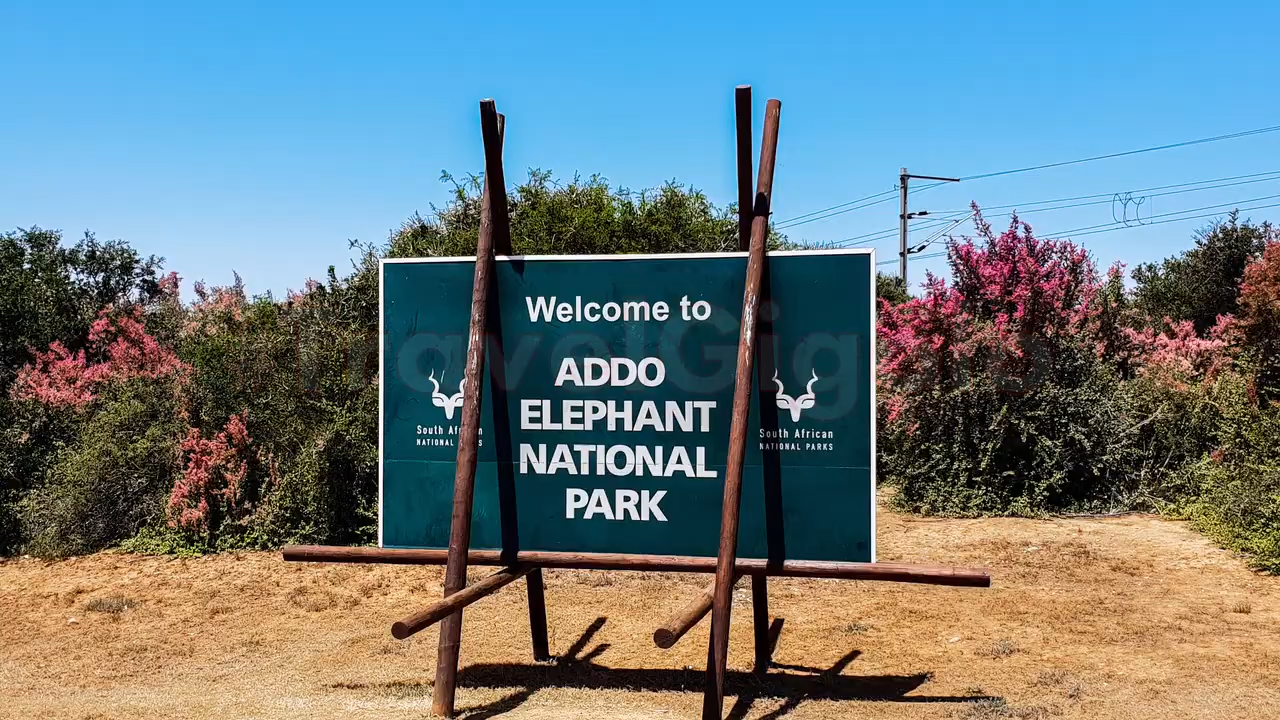 Welcome to
ADDO
ELEPHANT
NATIONAL
PARK
South African
NATIONAL PARKS
South African
NATIONAL PARKS